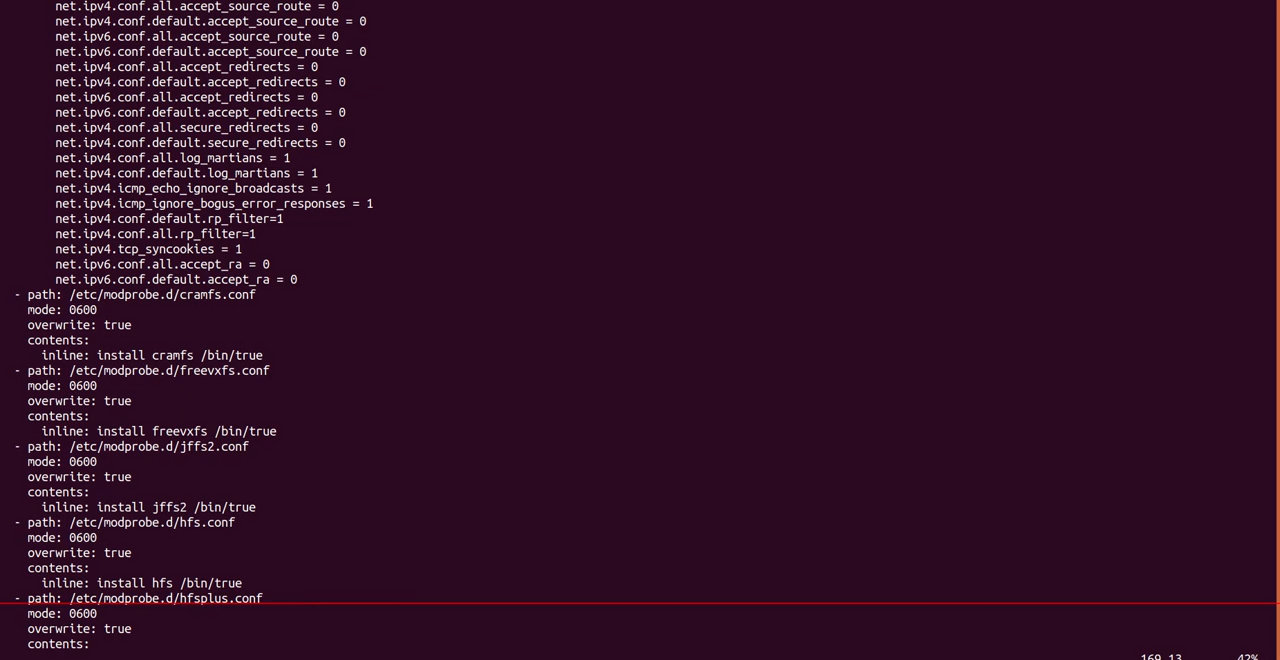 net.ipv4.conf.all.accept_source_route = 0
net.ipv4.conf.default.accept_source_route = 0
net.ipv6.conf.all.accept_source_route = 0
net.ipv6.conf.default.accept_source_route = 0
net.ipv4.conf.all.accept_redirects = 0
net.ipv4.conf.default.accept_redirects = 0
net.ipv6.conf.all.accept_redirects = 0
net.ipv6.conf.default.accept_redirects = 0
net.ipv4.conf.all.secure_redirects = 0
net.ipv4.conf.default.secure_redirects = 0
net.ipv4.conf.all.log_martians = 1
net.ipv4.conf.default.log_martians = 1
net.ipv4.icmp_echo_ignore_broadcasts = 1
net.ipv4.icmp_ignore_bogus_error_responses = 1
net.ipv4.conf.default.rp_filter=1
net.ipv4.conf.all.rp_filter=1
net.ipv4.tcp_syncookies = 1
net.ipv6.conf.all.accept_ra = 0
net.ipv6.conf.default.accept_ra = 0
- path: /etc/modprobe.d/cramfs.conf
mode: 0600
overwrite: true
contents:
inline: install cramfs /bin/true
- path: /etc/modprobe.d/freevxfs.conf
mode: 0600
overwrite: true
contents:
inline: install freevxfs /bin/true
- path: /etc/modprobe.d/jffs2.conf
mode: 0600
overwrite: true
contents:
inline: install jffs2 /bin/true
- path: /etc/modprobe.d/hfs.conf
mode: 0600
overwrite: true
contents:
inline: install hfs /bin/true
- path: /etc/modprobe.d/hfsplus.conf
mode: 0600
overwrite: true
contents:
169,13 42%